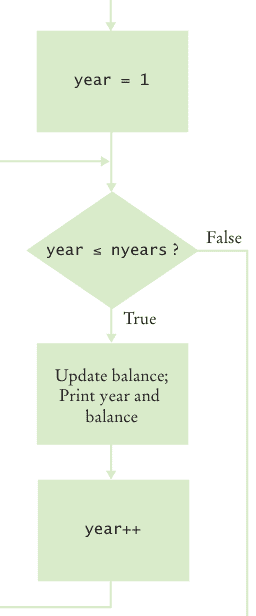 year = 1
year ≤ nyears ?
False
True
Update balance;
Print year and
balance
year++